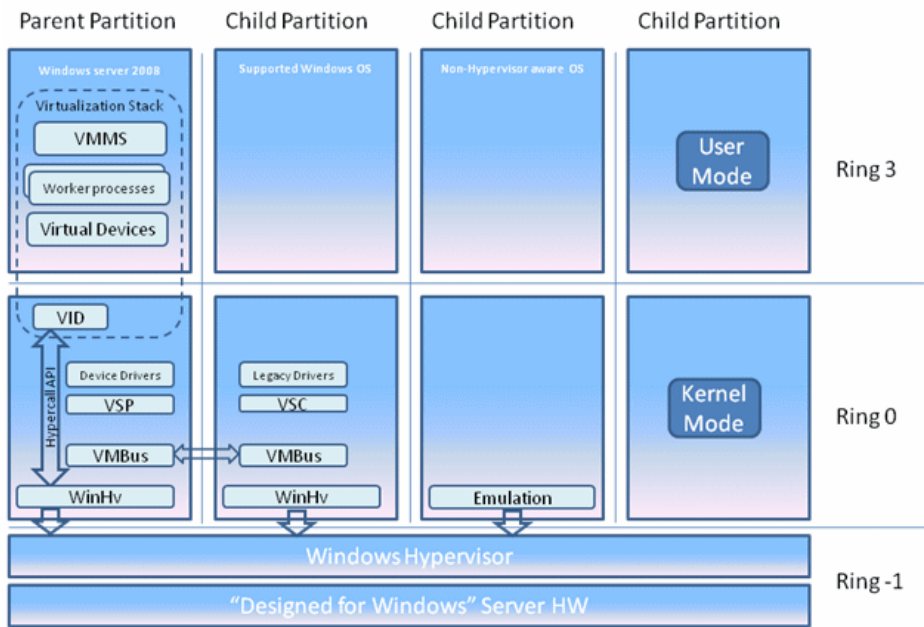 Parent Partition
Child Partition
Child Partition
Child Partition
Windows server 2008
Supported Windows OS
Non-Hypervisor aware OS
Virtualization Stack
VMMS
Worker processes
Virtual Devices
User
Mode
Ring 3
VID
Hypercall API
Device Drivers
VSP
VMBus
WinHv
Legacy Drivers
VSC
VMBus
WinHv
Emulation
Kernel
Mode
Ring 0
Windows Hypervisor
“Designed for Windows” Server HW
Ring -1